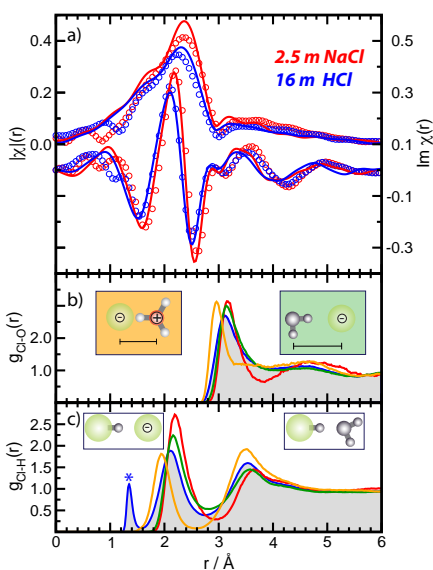 a)
2.5 m NaCl
16 m HCl
0.4
0.2
0.0
|χ|(r)
0.1
-0.1
-0.3
Im χ(r)
b)
3.0
2.0
1.0
g_Cl-O(r)
− +
−
c)
2.5
2.0
1.5
1.0
0.5
g_Cl-H(r)
−
*
0 1 2 3 4 5 6
r / Å